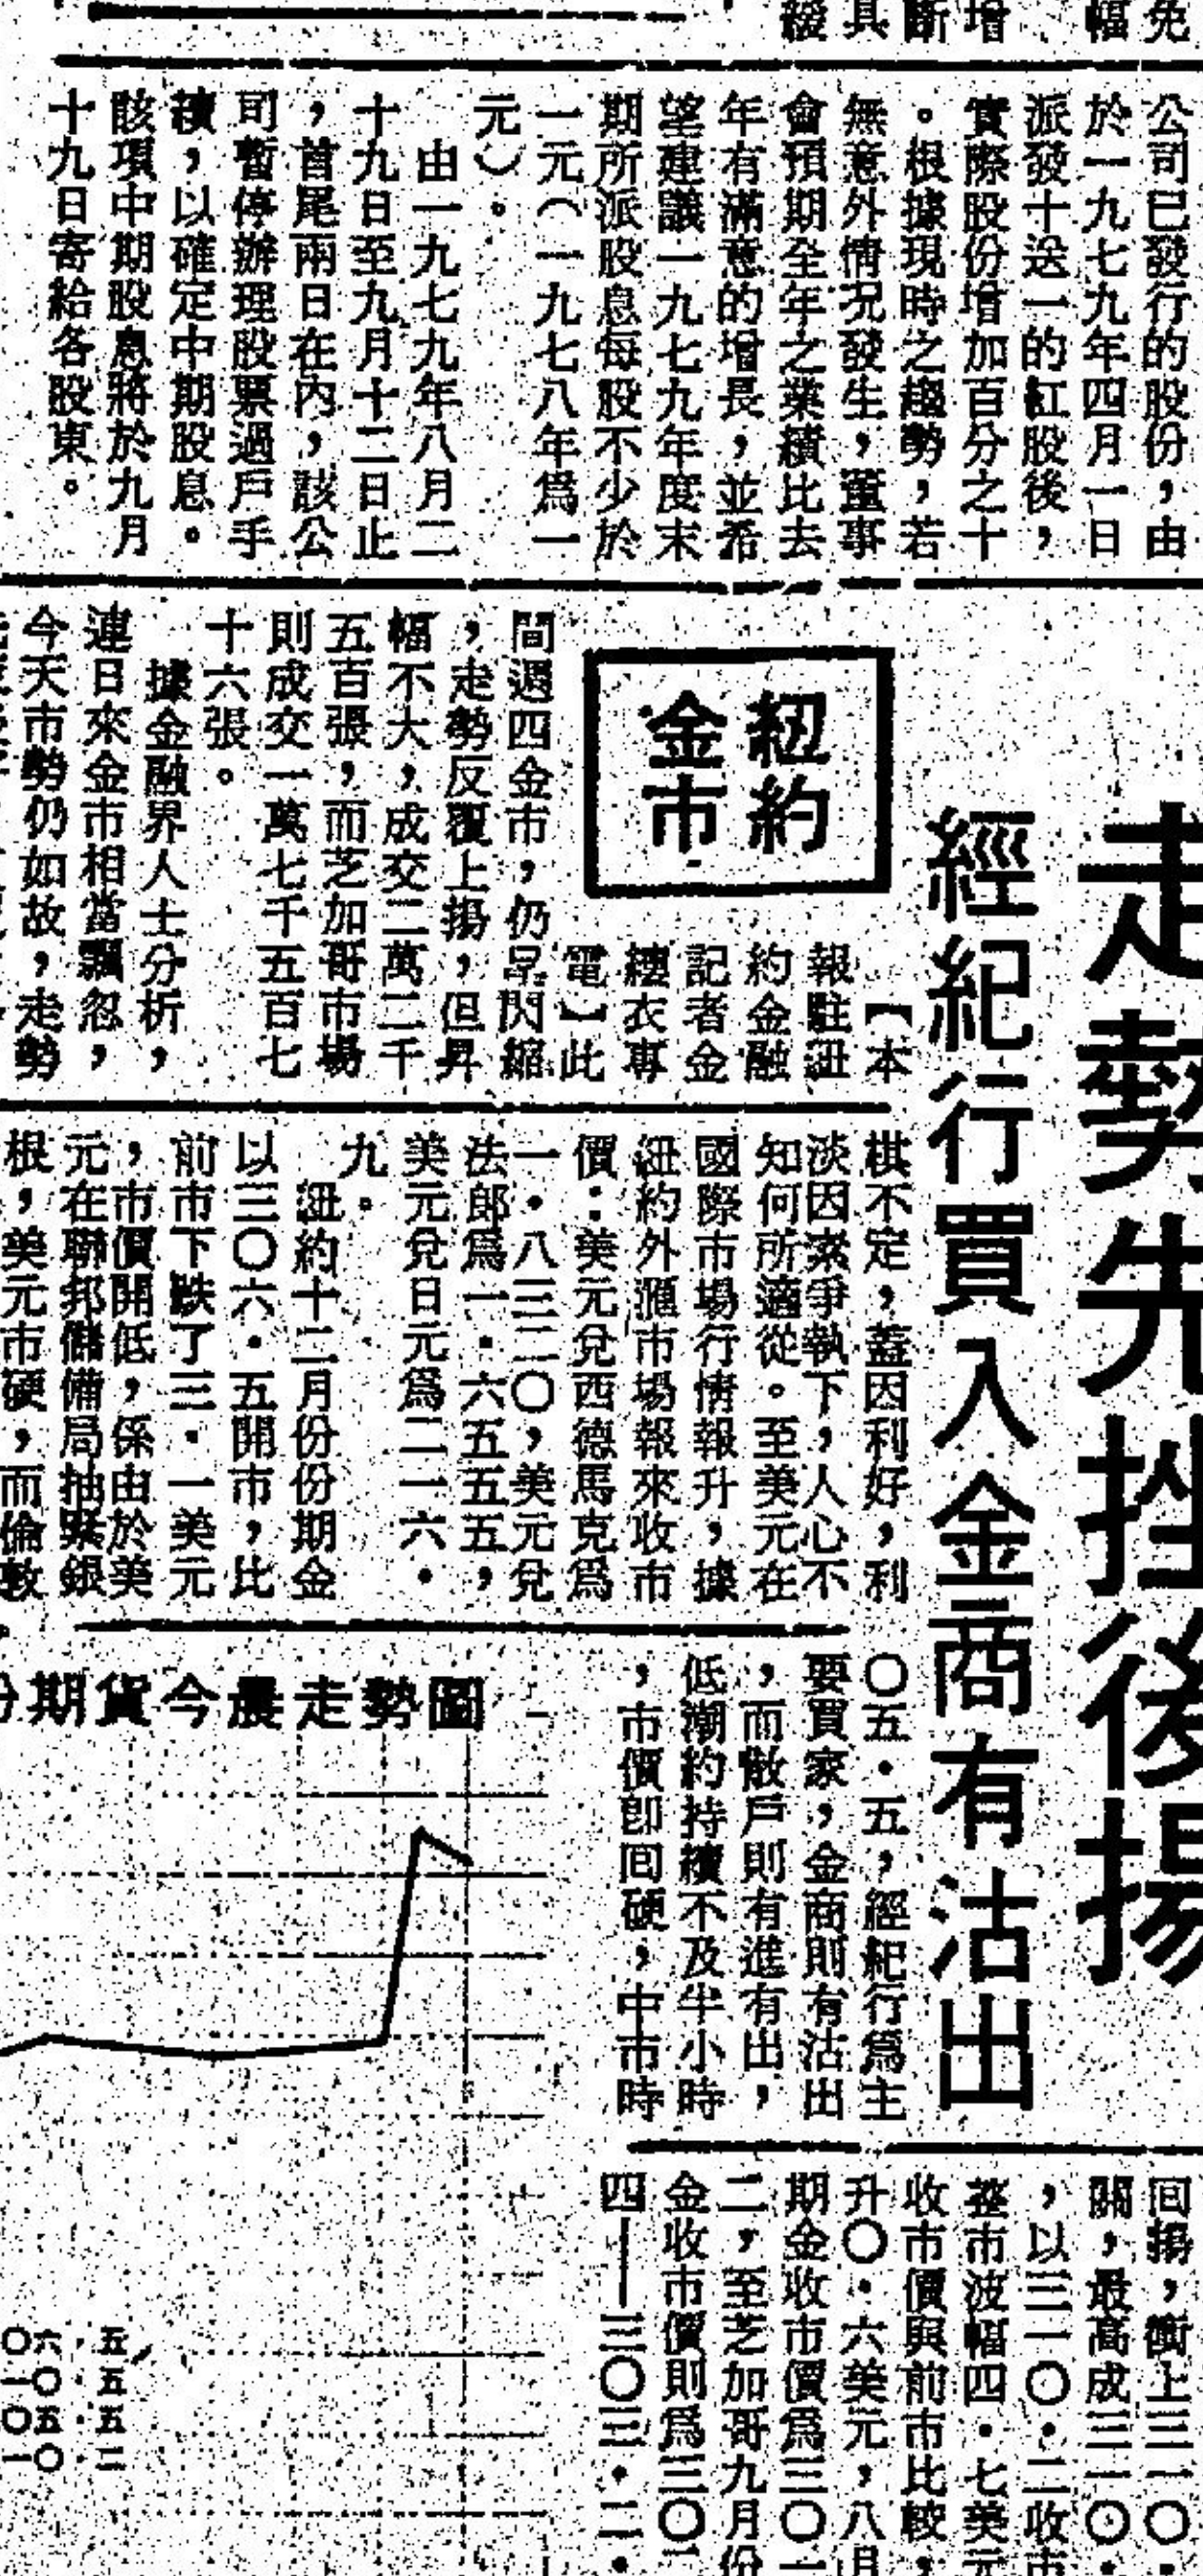 免
幅
增
斷
其
緩
公司已發行的股份，由
於一九七九年四月一日
派發十送一的紅股後，
實際股份增加百分之十
。根據現時之趨勢，若
無意外情况發生，董事
會預期全年之業績比去
年有滿意的增長，並希
望建議一九七九年度末
期所派股息每股不少於
一元（一九七八年爲一
元）。
由一九七九年八月二
十九日至九月十二日止
，首尾兩日在內，該公
司暫停辦理股票過戶手
續，以確定中期股息。
該項中期股息將於九月
十九日寄給各股東。
走勢先挫後揚
經紀行買入金商有沽出
紐約
金市
【本
報駐紐
約金融
記者金
縷衣專
電】此
間週四金市，仍呈閃縮
，走勢反覆上揚，但昇
幅不大，成交二萬二千
五百張，而芝加哥市場
則成交一萬七千五百七
十六張。
據金融界人士分析，
連日來金市相當飄忽，
今天市勢仍如故，走勢
棋不定，蓋因利好，利
淡因素爭執下，人心不
知何所適從。至美元在
國際市場行情報升，據
紐約外滙市場報來收市
價：美元兌西德馬克爲
一・八三二〇，美元兌
法郎爲一・六五五五，
美元兌日元爲二一六・
九。
紐約十二月份份期金
以三〇六・五開市，比
前市下跌了三・一美元
，市價開低，係由於美
元在聯邦儲備局抽緊銀
根，美元市硬，而倫敦
〇五・五，經紀行爲主
要買家，金商則有沽出
，而散戶則有進有出，
低潮約持續不及半小時
，市價即回硬，中市時
份期貨今晨走勢圖
回揚，衝上三一〇・
關，最高成三一〇・
，以三一〇・二收市
整市波幅四・七美元
收市價與前市比較，
升〇・六美元，八月
期金收市價爲三〇一
二，至芝加哥九月份
金收市價則爲三〇二
四——三〇三・二・
五五五二
六〇五〇
〇一〇一